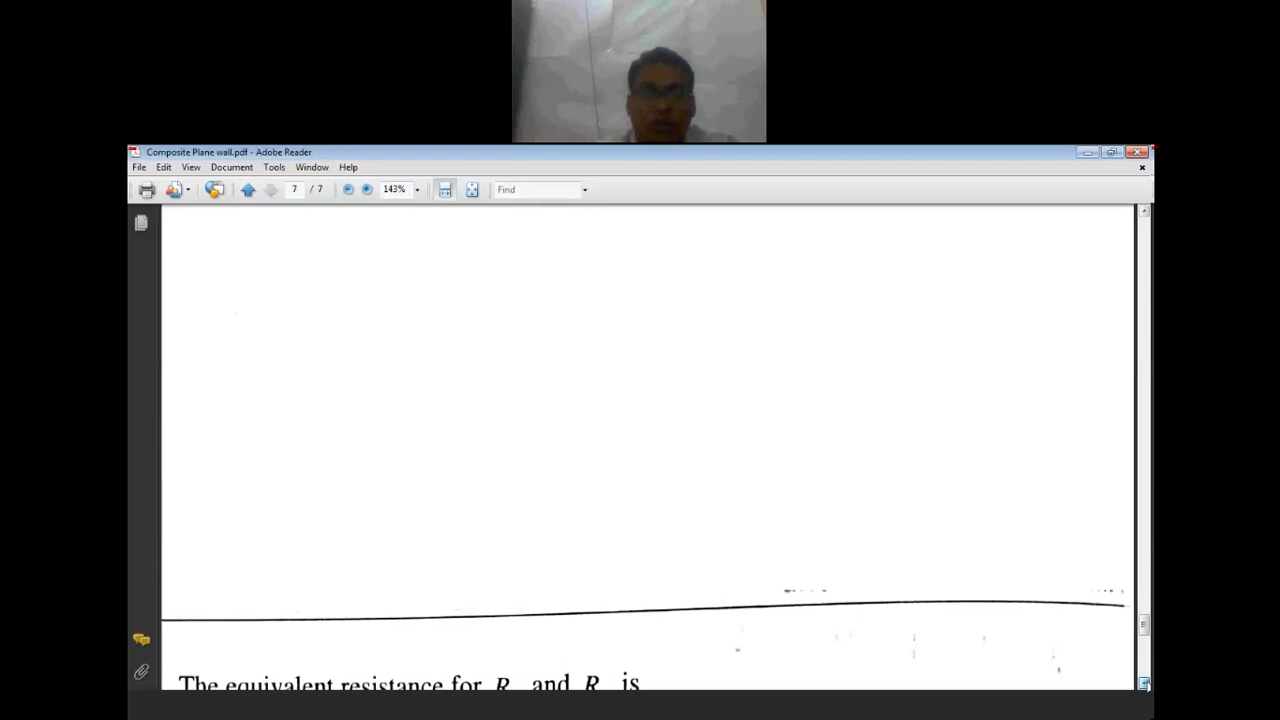 Composite Plane wall.pdf - Adobe Reader
File Edit View Document Tools Window Help
7 / 7 143% Find
The equivalent resistance for R and R is